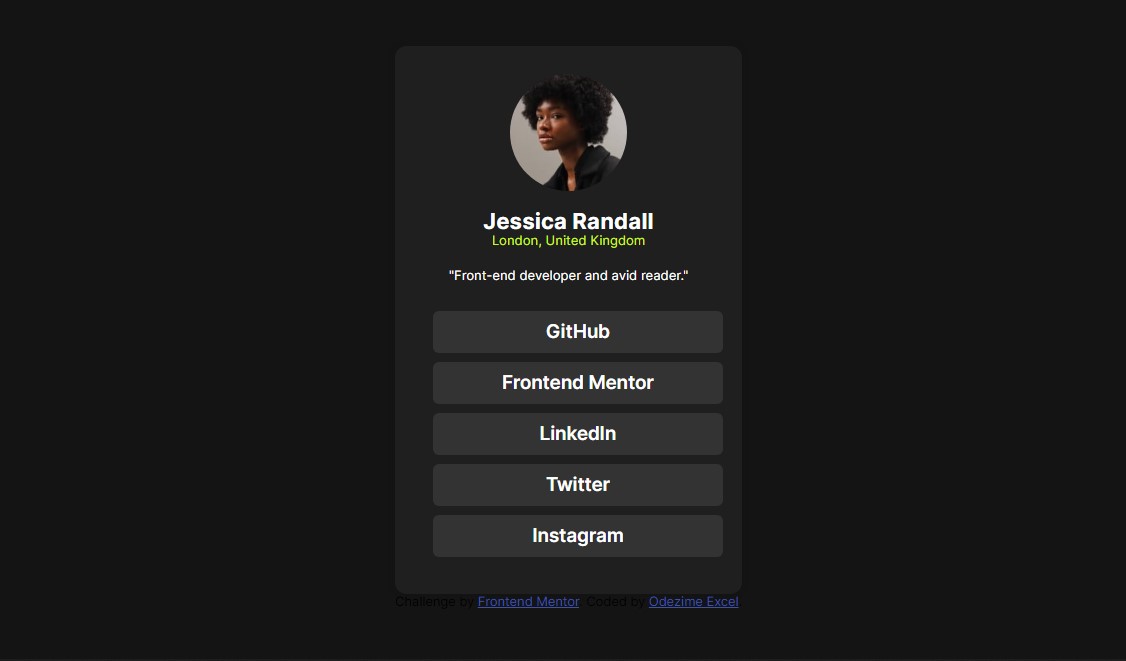 Jessica Randall
London, United Kingdom
"Front-end developer and avid reader."
GitHub
Frontend Mentor
LinkedIn
Twitter
Instagram
Challenge by Frontend Mentor. Coded by Odezime Excel